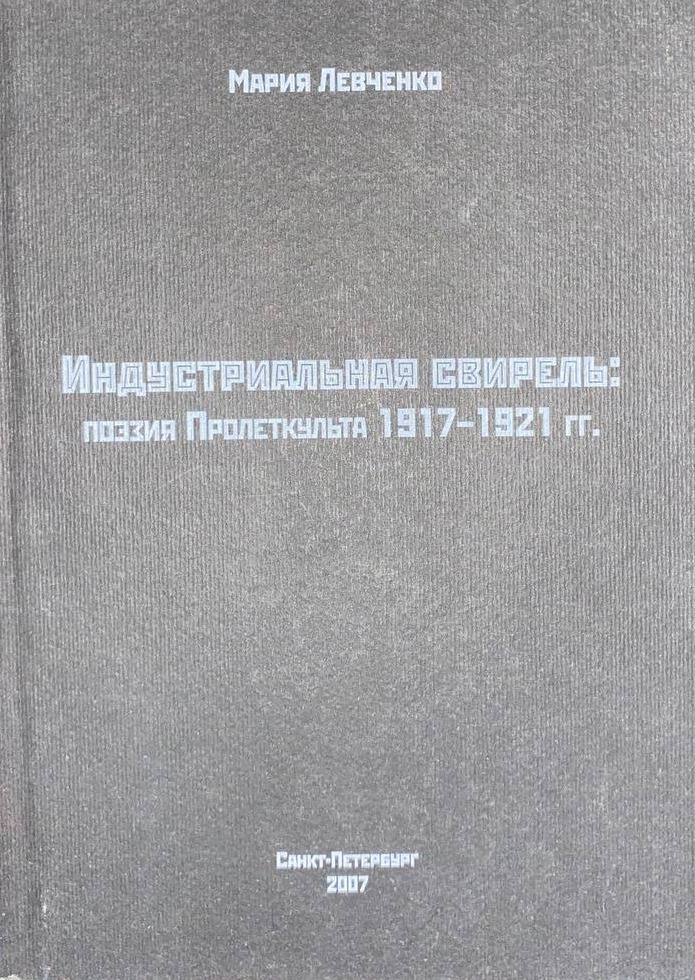 Мария Левченко
Индустриальная свирель:
поэзия Пролеткульта 1917–1921 гг.
Санкт-Петербург
2007